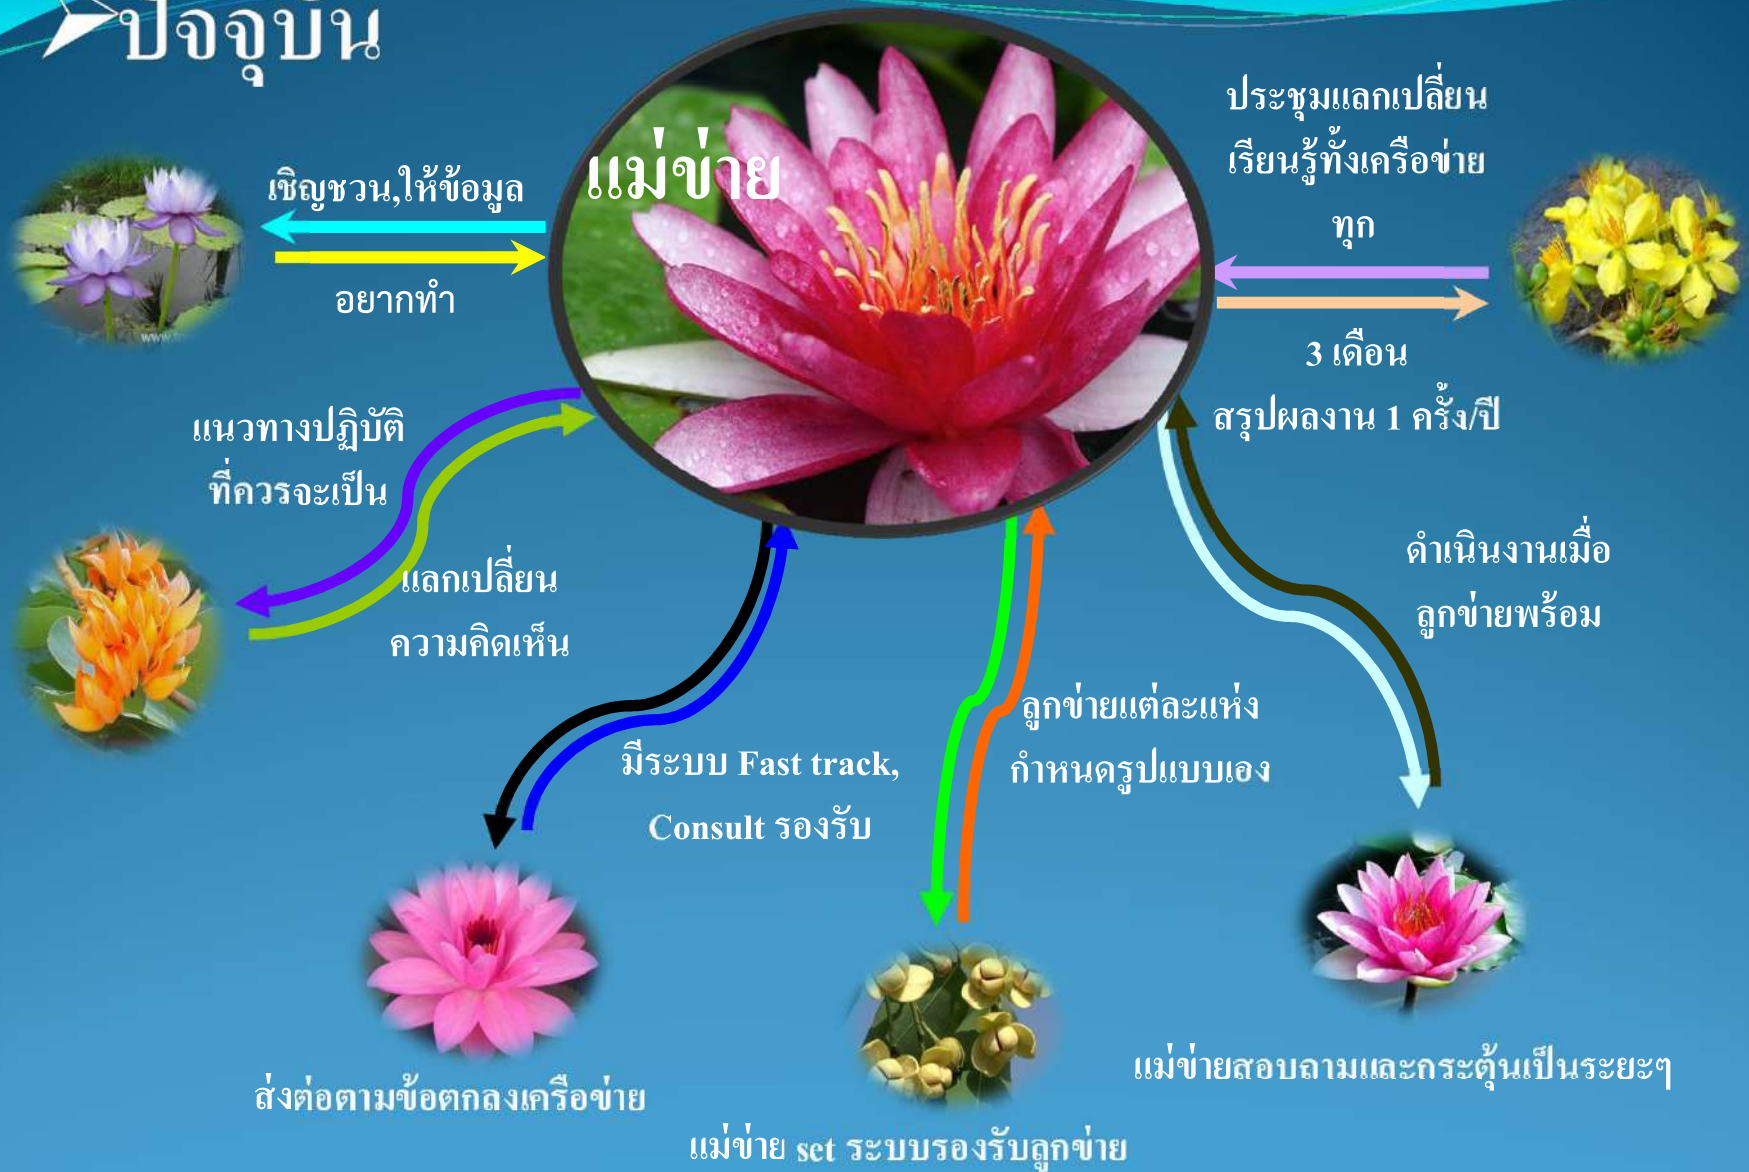 ปัจจุบัน
แม่ข่าย
เชิญชวน,ให้ข้อมูล
อยากทำ
ประชุมแลกเปลี่ยน
เรียนรู้ทั้งเครือข่าย
ทุก
3 เดือน
สรุปผลงาน 1 ครั้ง/ปี
แนวทางปฏิบัติ
ที่ควรจะเป็น
แลกเปลี่ยน
ความคิดเห็น
ดำเนินงานเมื่อ
ลูกข่ายพร้อม
มีระบบ Fast track,
Consult รองรับ
ลูกข่ายแต่ละแห่ง
กำหนดรูปแบบเอง
ส่งต่อตามข้อตกลงเครือข่าย
แม่ข่าย set ระบบรองรับลูกข่าย
แม่ข่ายสอบถามและกระตุ้นเป็นระยะๆ